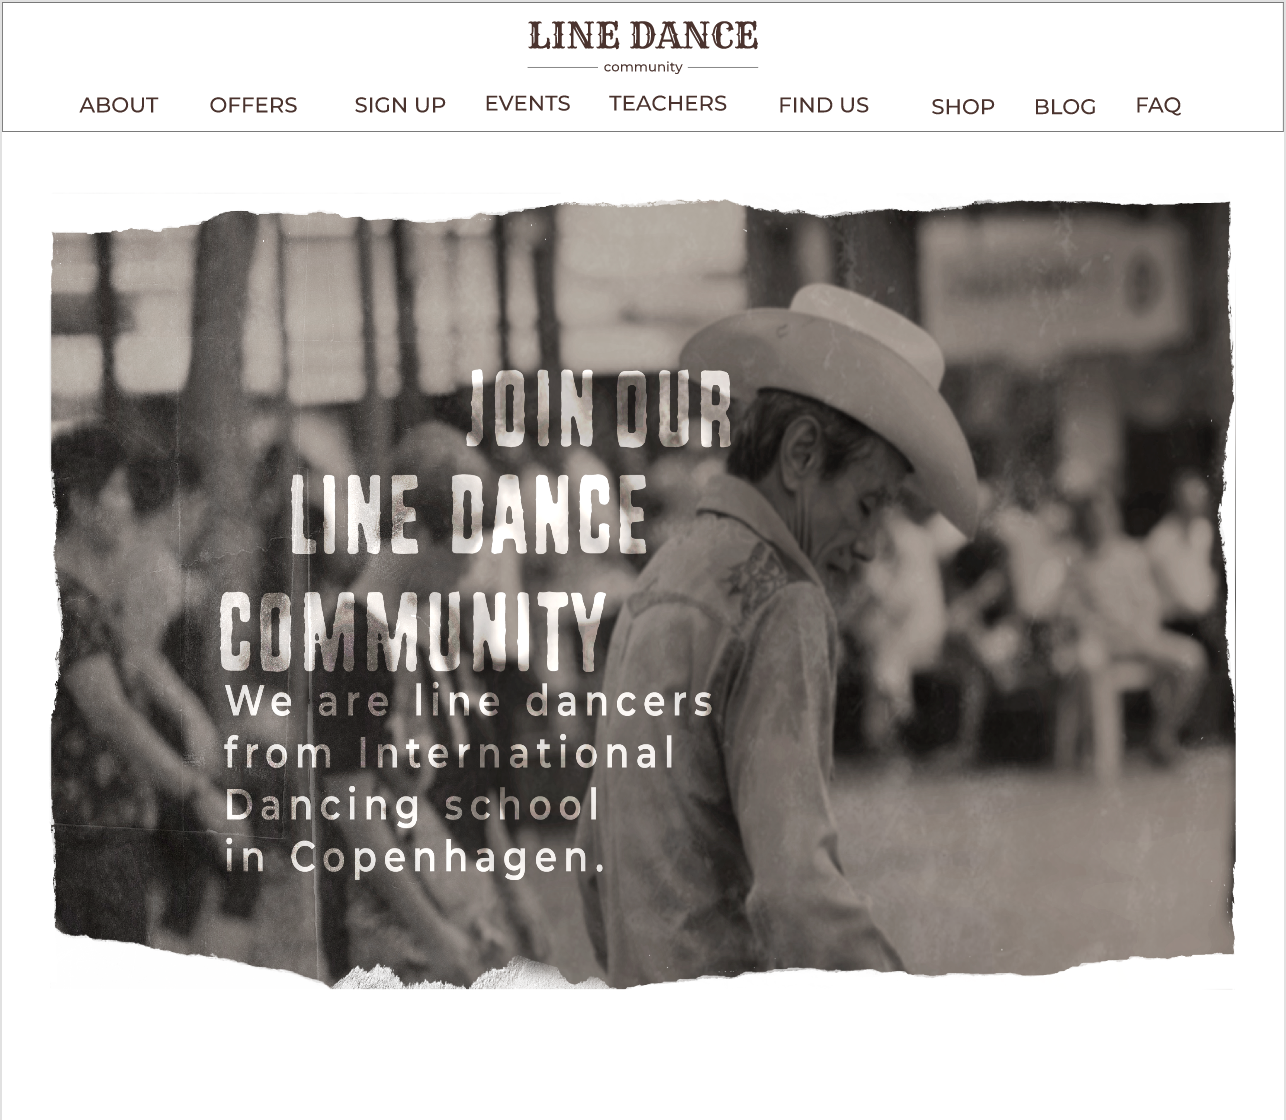 LINE DANCE
community
ABOUT OFFERS SIGN UP EVENTS TEACHERS FIND US SHOP BLOG FAQ
JOIN OUR
LINE DANCE
COMMUNITY
We are line dancers
from International
Dancing school
in Copenhagen.